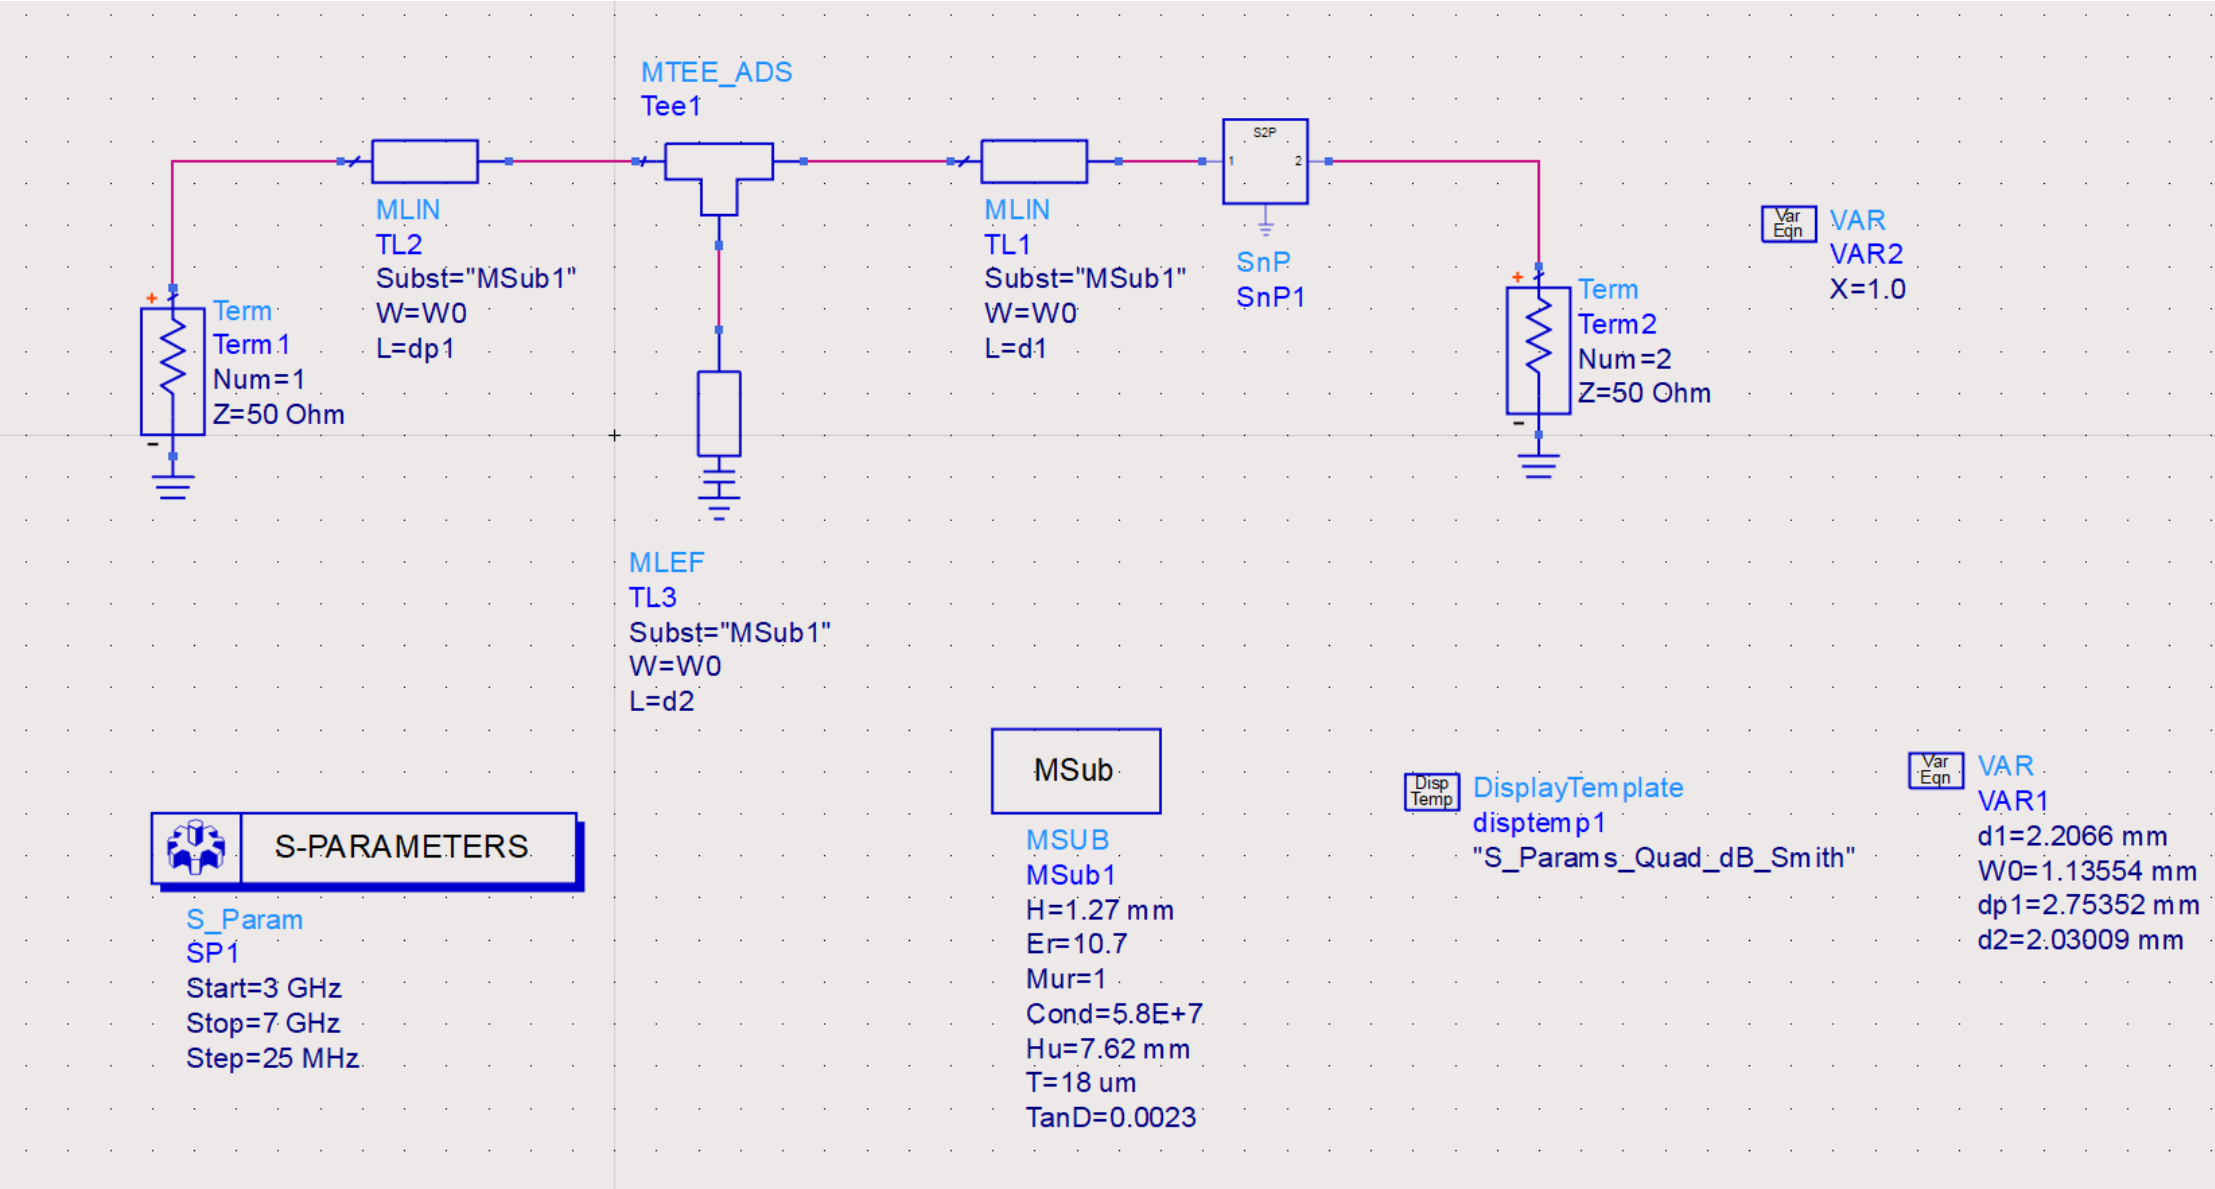 MTEE_ADS
Tee1
S2P
1
2
MLIN
TL2
Subst="MSub1"
W=W0
L=dp1
MLIN
TL1
Subst="MSub1"
W=W0
L=d1
SnP
SnP1
Var
Eqn
VAR
VAR2
X=1.0
+
Term
Term1
Num=1
Z=50 Ohm
-
+
Term
Term2
Num=2
Z=50 Ohm
-
MLEF
TL3
Subst="MSub1"
W=W0
L=d2
S-PARAMETERS
S_Param
SP1
Start=3 GHz
Stop=7 GHz
Step=25 MHz
MSub
MSUB
MSub1
H=1.27 mm
Er=10.7
Mur=1
Cond=5.8E+7
Hu=7.62 mm
T=18 um
TanD=0.0023
Disp
Temp
DisplayTemplate
disptemp1
"S_Params_Quad_dB_Smith"
Var
Eqn
VAR
VAR1
d1=2.2066 mm
W0=1.13554 mm
dp1=2.75352 mm
d2=2.03009 mm